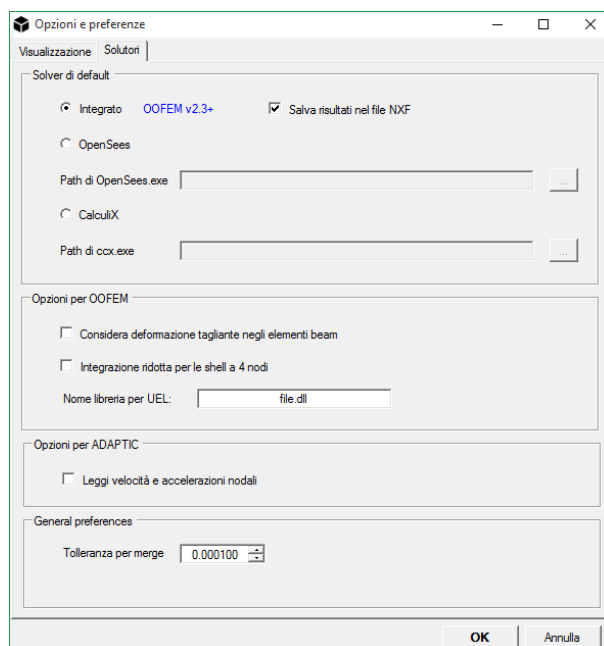 Opzioni e preferenze
Visualizzazione Solutori
Solver di default
Integrato OOFEM v2.3+ Salva risultati nel file NXF
OpenSees
Path di OpenSees.exe ...
CalculiX
Path di ccx.exe ...
Opzioni per OOFEM
Considera deformazione tagliante negli elementi beam
Integrazione ridotta per le shell a 4 nodi
Nome libreria per UEL: file.dll
Opzioni per ADAPTIC
Leggi velocità e accelerazioni nodali
General preferences
Tolleranza per merge 0.000100
OK Annulla